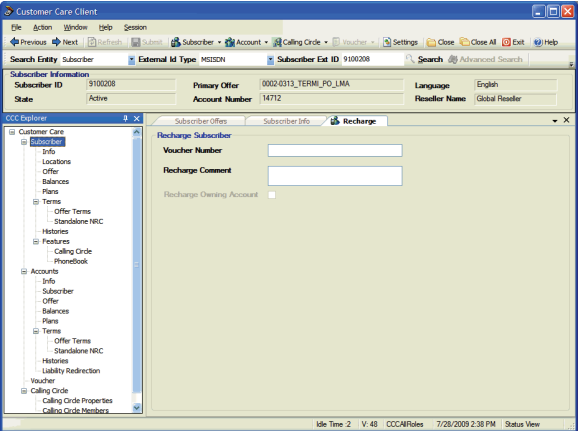 Customer Care Client
File Action Window Help Session
Previous Next Refresh Submit Subscriber Account Calling Circle Voucher Settings Close Close All Exit Help
Search Entity Subscriber External Id Type MSISDN Subscriber Ext ID 9100208 Search Advanced Search
Subscriber Information
Subscriber ID 9100208 Primary Offer 0002-0313_TERMI_PO_LMA Language English
State Active Account Number 14712 Reseller Name Global Reseller
CCC Explorer
Customer Care
Subscriber
Info
Locations
Offer
Balances
Plans
Terms
Offer Terms
Standalone NRC
Histories
Features
Calling Circle
PhoneBook
Accounts
Info
Subscriber
Offer
Balances
Plans
Terms
Offer Terms
Standalone NRC
Histories
Liability Redirection
Voucher
Calling Circle
Calling Circle Properties
Calling Circle Members
Subscriber Offres Subscriber Info Recharge
Recharge Subscriber
Voucher Number
Recharge Comment
Recharge Owning Account
Idle Time :2 V: 48 CCCAllRoles 7/28/2009 2:38 PM Status View